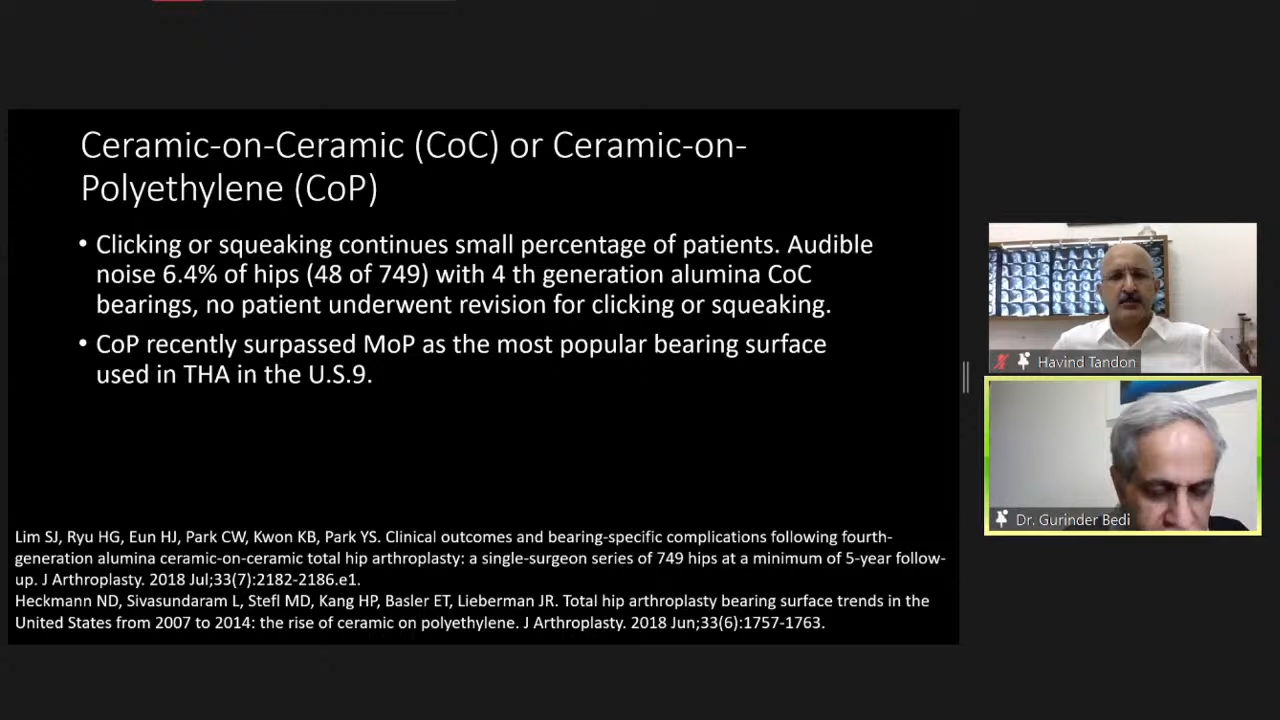 Ceramic-on-Ceramic (CoC) or Ceramic-on-
Polyethylene (CoP)
• Clicking or squeaking continues small percentage of patients. Audible
noise 6.4% of hips (48 of 749) with 4 th generation alumina CoC
bearings, no patient underwent revision for clicking or squeaking.
• CoP recently surpassed MoP as the most popular bearing surface
used in THA in the U.S.9.
Lim SJ, Ryu HG, Eun HJ, Park CW, Kwon KB, Park YS. Clinical outcomes and bearing-specific complications following fourth-
generation alumina ceramic-on-ceramic total hip arthroplasty: a single-surgeon series of 749 hips at a minimum of 5-year follow-
up. J Arthroplasty. 2018 Jul;33(7):2182-2186.e1.
Heckmann ND, Sivasundaram L, Stefl MD, Kang HP, Basler ET, Lieberman JR. Total hip arthroplasty bearing surface trends in the
United States from 2007 to 2014: the rise of ceramic on polyethylene. J Arthroplasty. 2018 Jun;33(6):1757-1763.
Havind Tandon
Dr. Gurinder Bedi